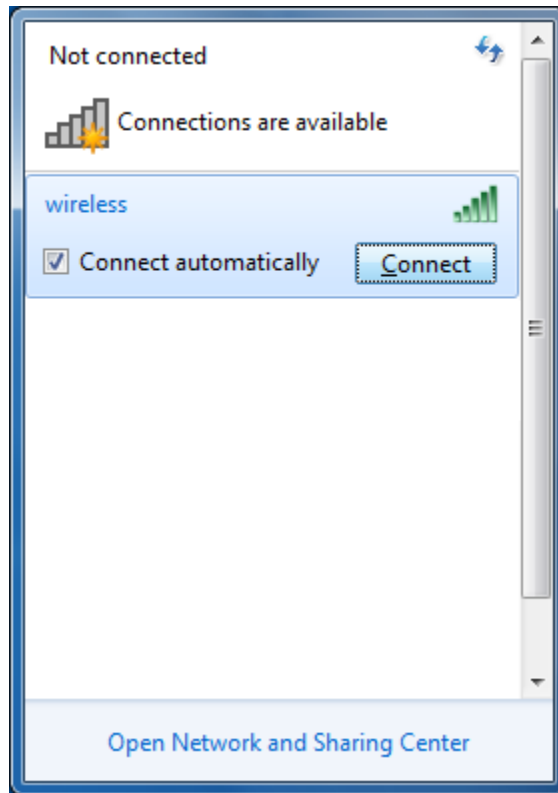 Not connected
Connections are available
wireless
Connect automatically
Connect
Open Network and Sharing Center